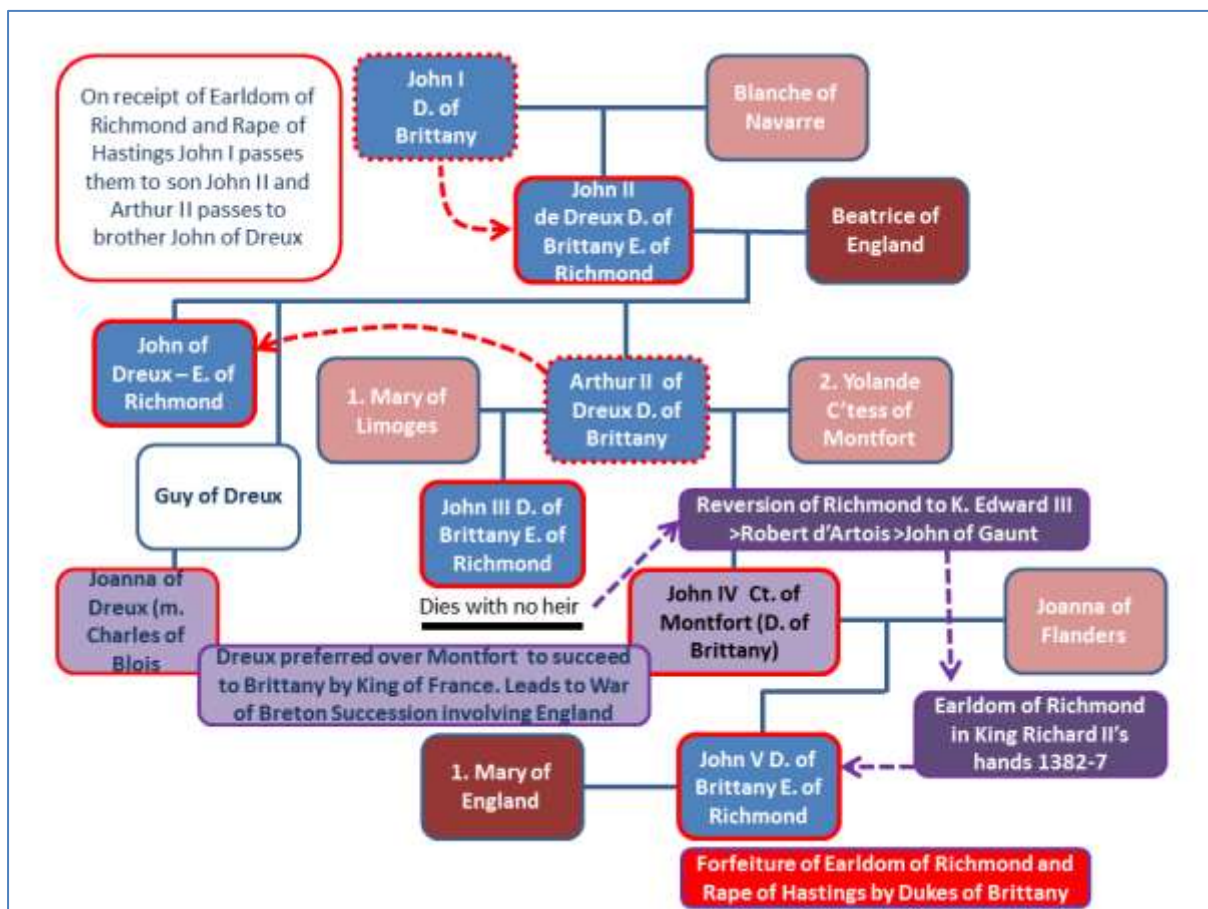 On receipt of Earldom of
Richmond and Rape of
Hastings John I passes
them to son John II and
Arthur II passes to
brother John of Dreux
John I
D. of
Brittany
Blanche of
Navarre
John II
de Dreux D. of
Brittany E. of
Richmond
Beatrice of
England
John of
Dreux – E. of
Richmond
1. Mary of
Limoges
Arthur II of
Dreux D. of
Brittany
2. Yolande
C'tess of
Montfort
Guy of Dreux
John III D. of
Brittany E. of
Richmond
Reversion of Richmond to K. Edward III
>Robert d'Artois >John of Gaunt
Dies with no heir
Joanna of
Dreux (m.
Charles of
Blois
John IV Ct. of
Montfort (D. of
Brittany)
Joanna of
Flanders
Dreux preferred over Montfort to succeed
to Brittany by King of France. Leads to War
of Breton Succession involving England
Earldom of Richmond
in King Richard II's
hands 1382-7
1. Mary of
England
John V D. of
Brittany E. of
Richmond
Forfeiture of Earldom of Richmond and
Rape of Hastings by Dukes of Brittany